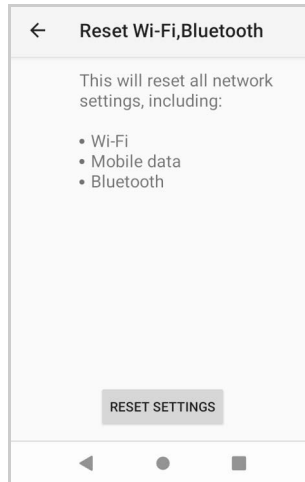 Reset Wi-Fi,Bluetooth
This will reset all network
settings, including:
• Wi-Fi
• Mobile data
• Bluetooth
RESET SETTINGS